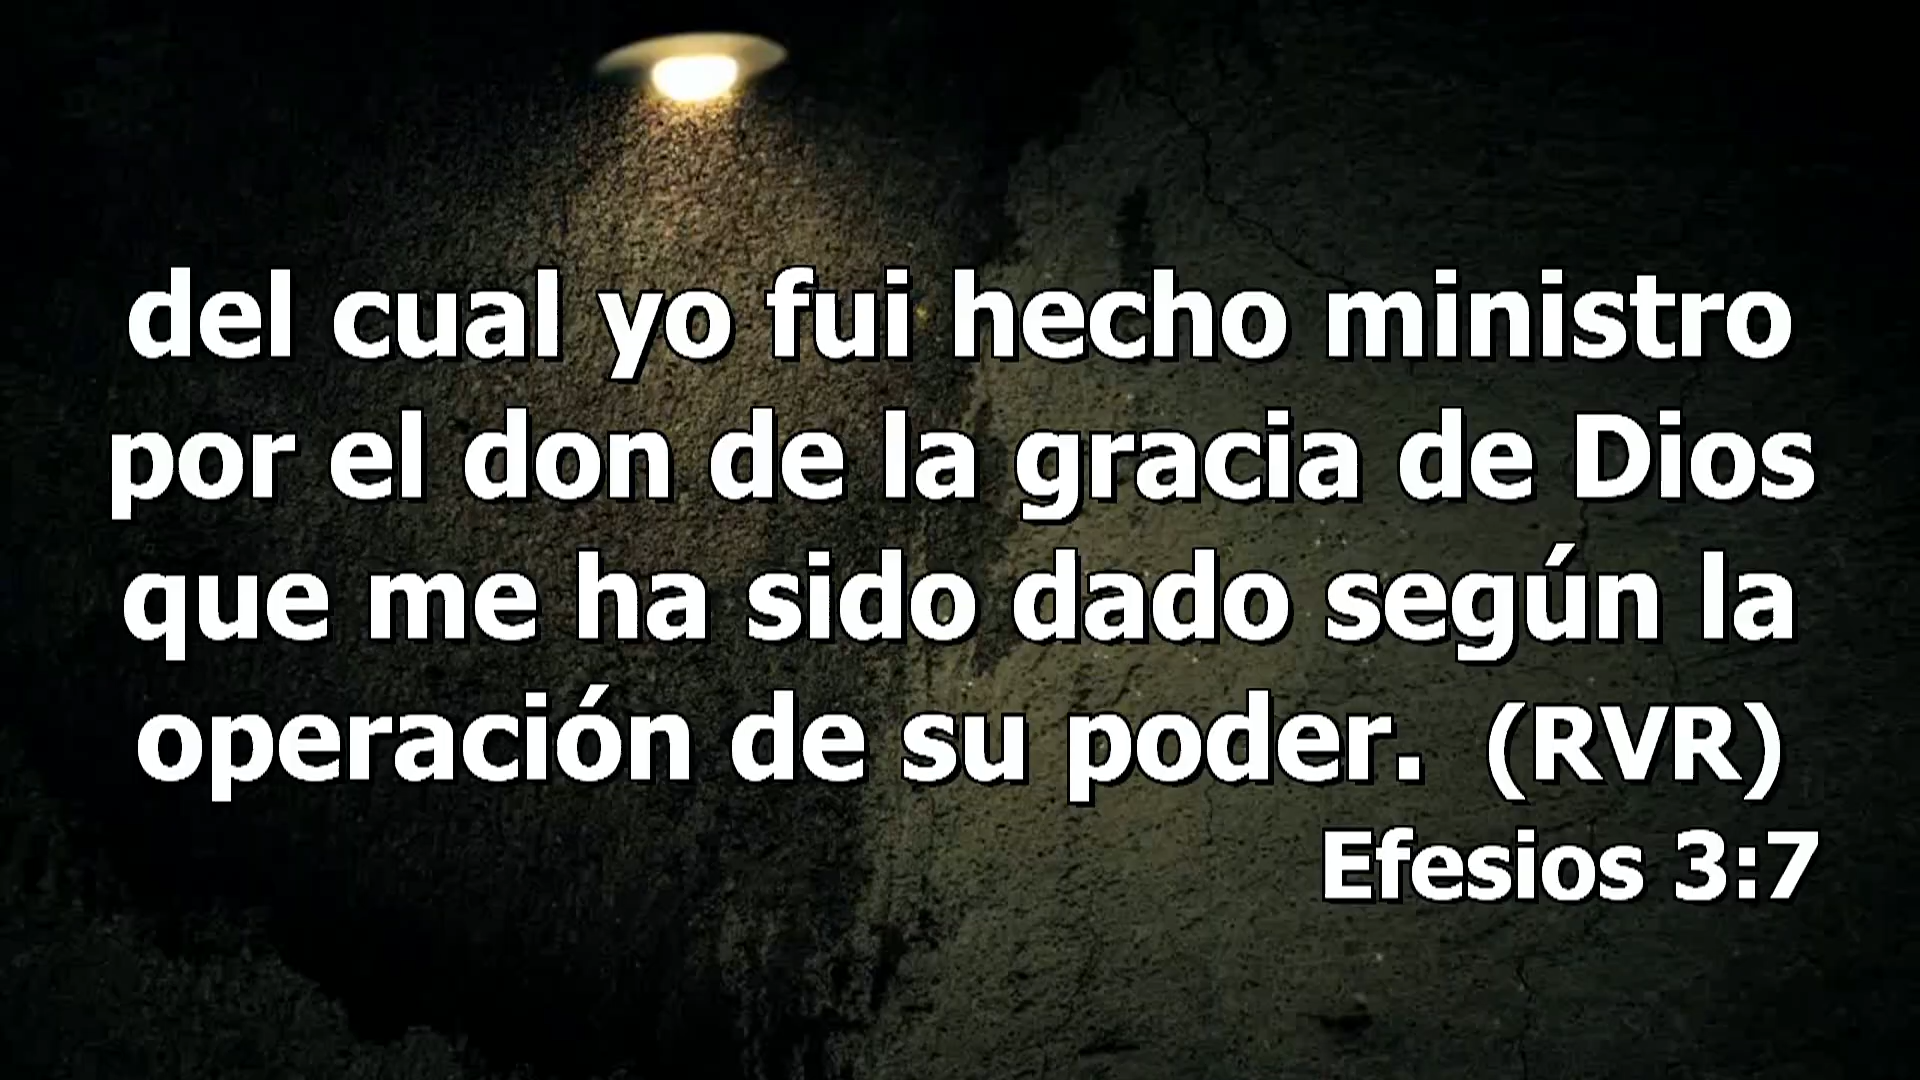 del cual yo fui hecho ministro
por el don de la gracia de Dios
que me ha sido dado según la
operación de su poder.  (RVR)
Efesios 3:7